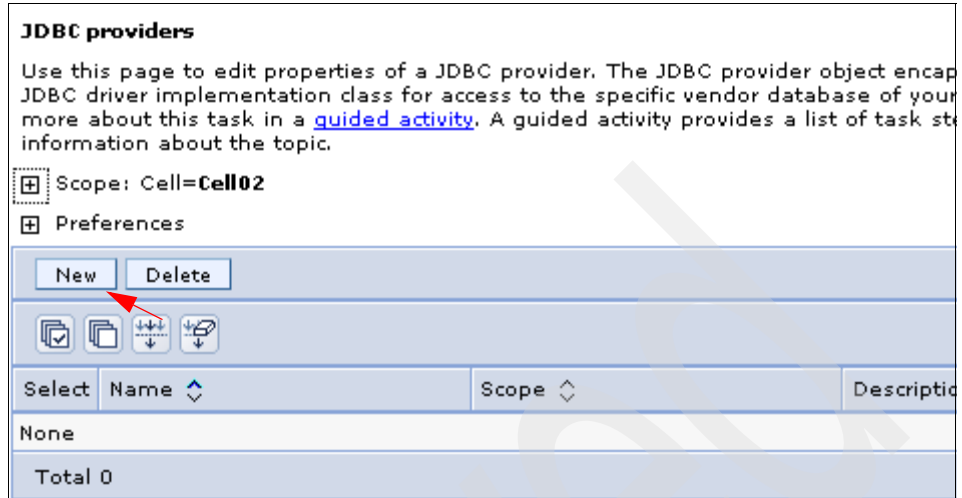 JDBC providers
Use this page to edit properties of a JDBC provider. The JDBC provider object encap
JDBC driver implementation class for access to the specific vendor database of your
more about this task in a guided activity. A guided activity provides a list of task ste
information about the topic.
Scope: Cell=Cell02
Preferences
New Delete
Select Name Scope Descriptio
None
Total 0